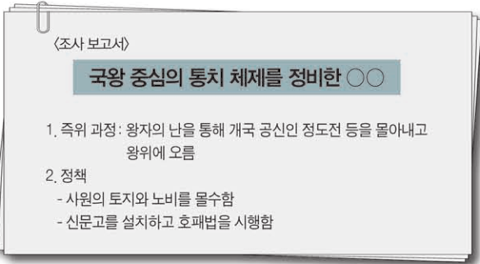 〈조사 보고서〉
국왕 중심의 통치 체제를 정비한 ○○
1. 즉위 과정 : 왕자의 난을 통해 개국 공신인 정도전 등을 몰아내고
왕위에 오름
2. 정책
- 사원의 토지와 노비를 몰수함
- 신문고를 설치하고 호패법을 시행함